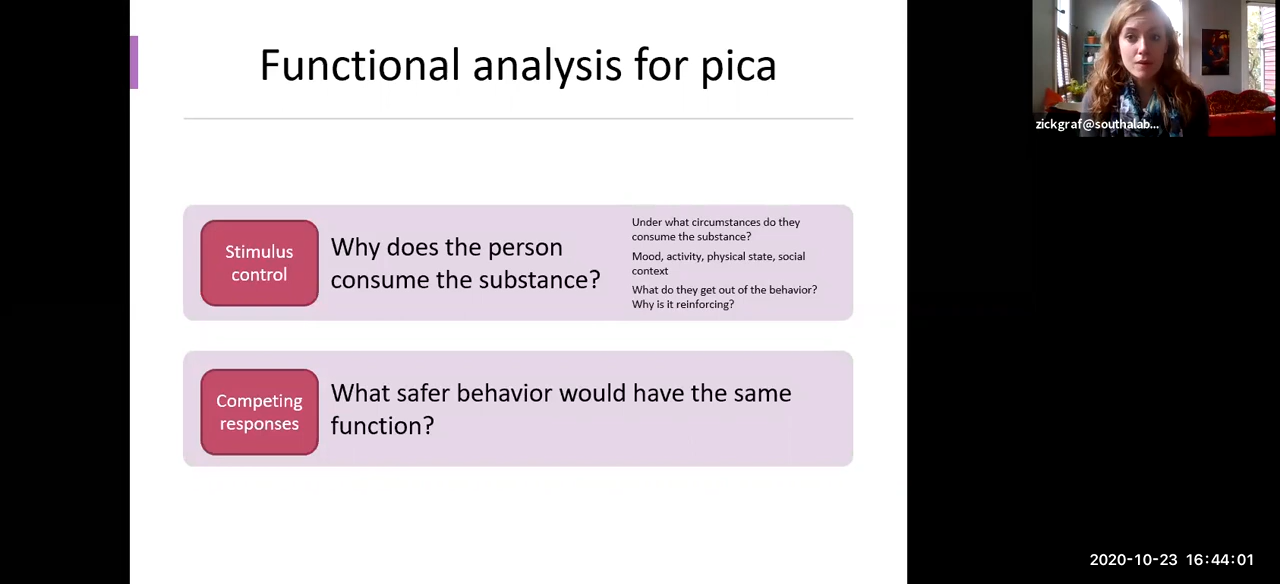 Functional analysis for pica
zickgraf@southalab...
Stimulus
control
Why does the person
consume the substance?
Under what circumstances do they
consume the substance?
Mood, activity, physical state, social
context
What do they get out of the behavior?
Why is it reinforcing?
Competing
responses
What safer behavior would have the same
function?
2020-10-23 16:44:01